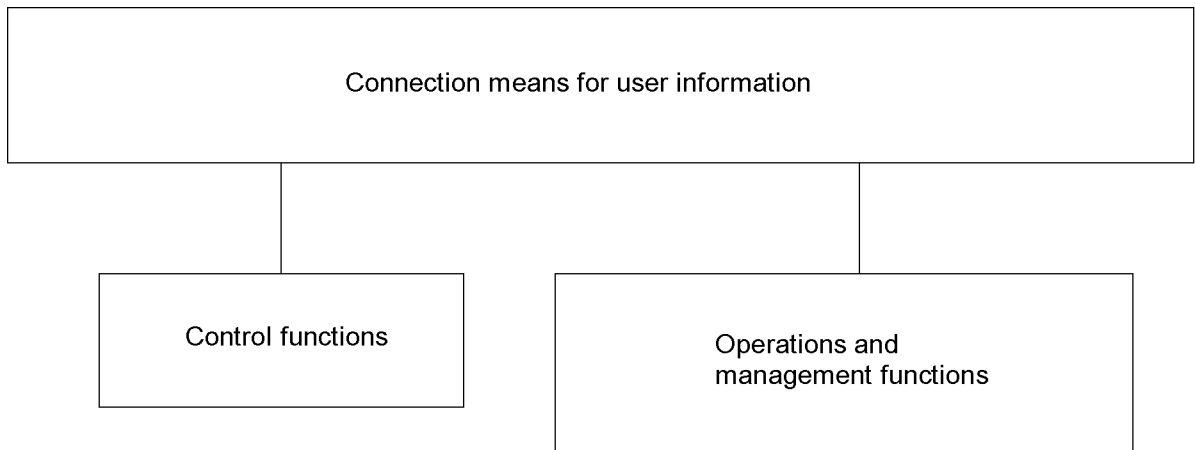 Connection means for user information
Control functions
Operations and
management functions